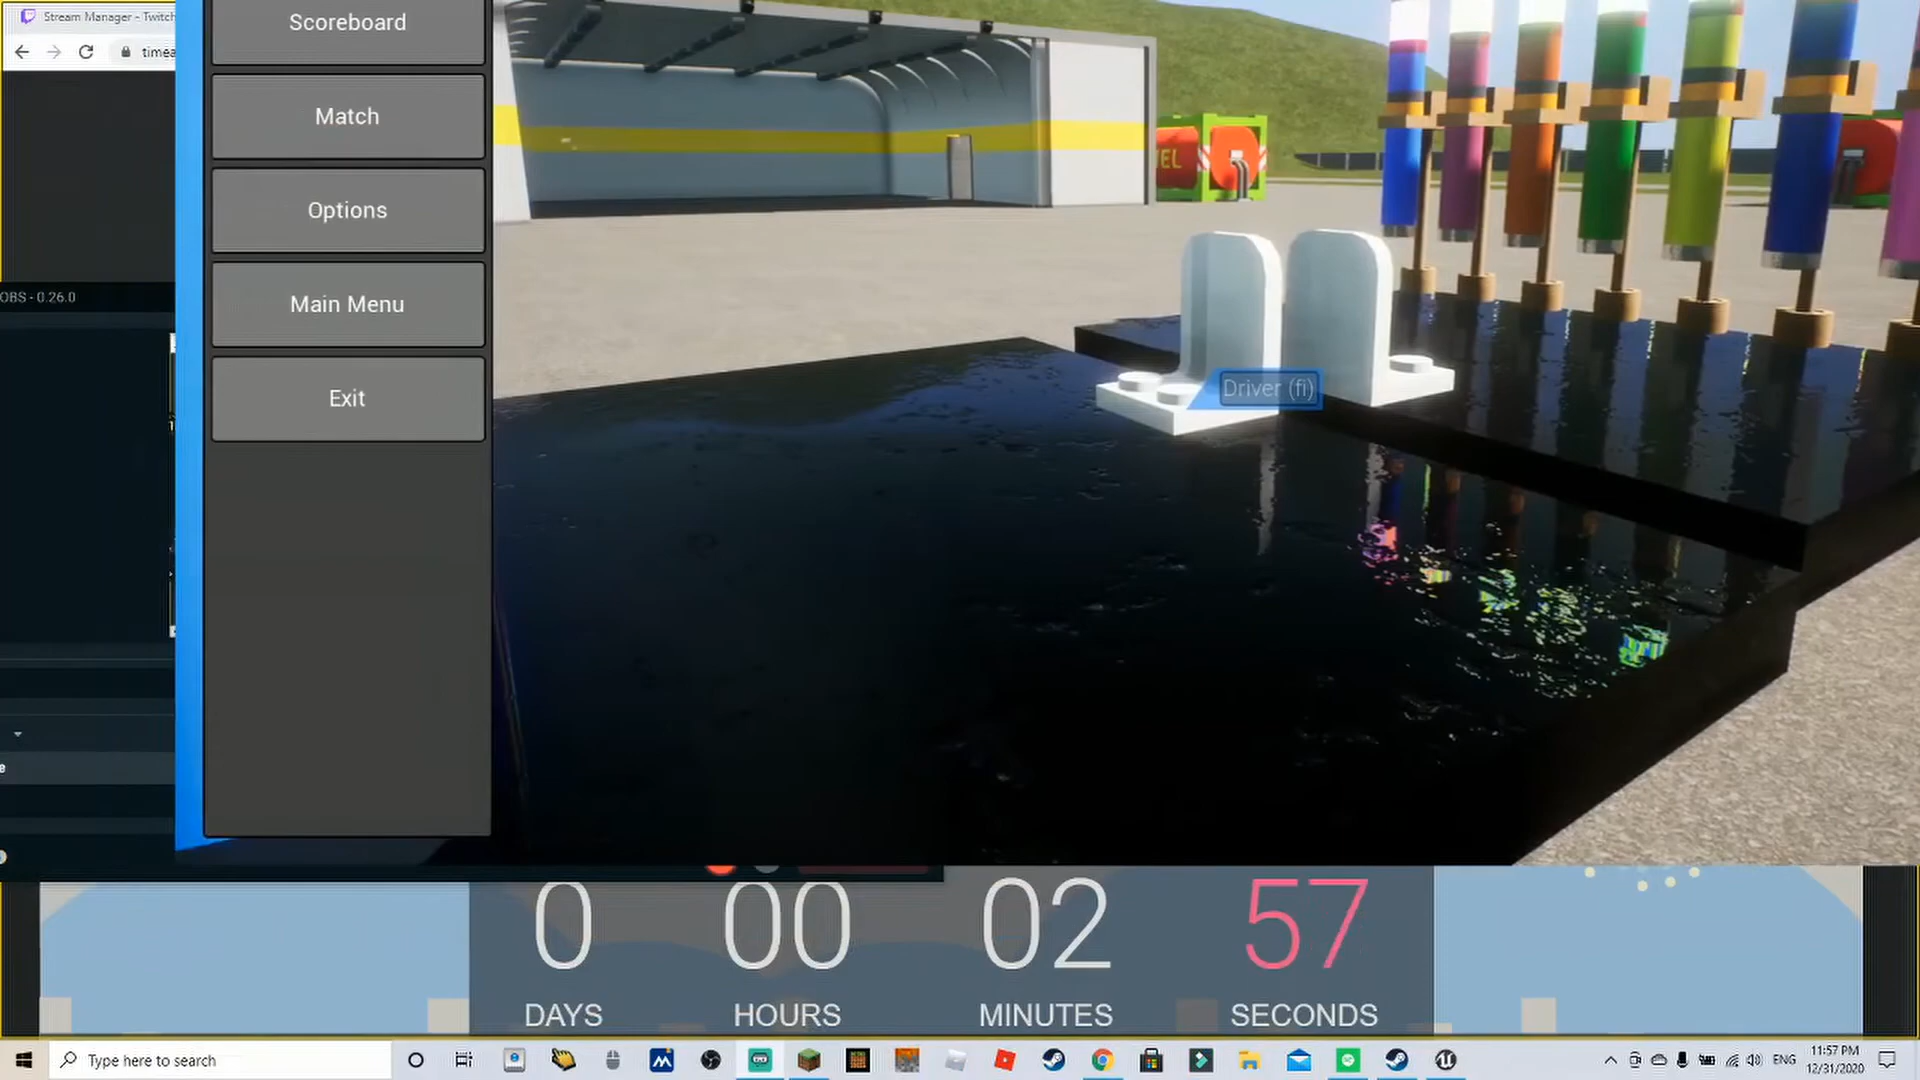 Stream Manager - Twitch
timea
Scoreboard
Match
Options
Main Menu
Exit
OBS - 0.26.0
Driver (fi)
0 00 02 57
DAYS HOURS MINUTES SECONDS
Type here to search
ENG
11:57 PM
12/31/2020